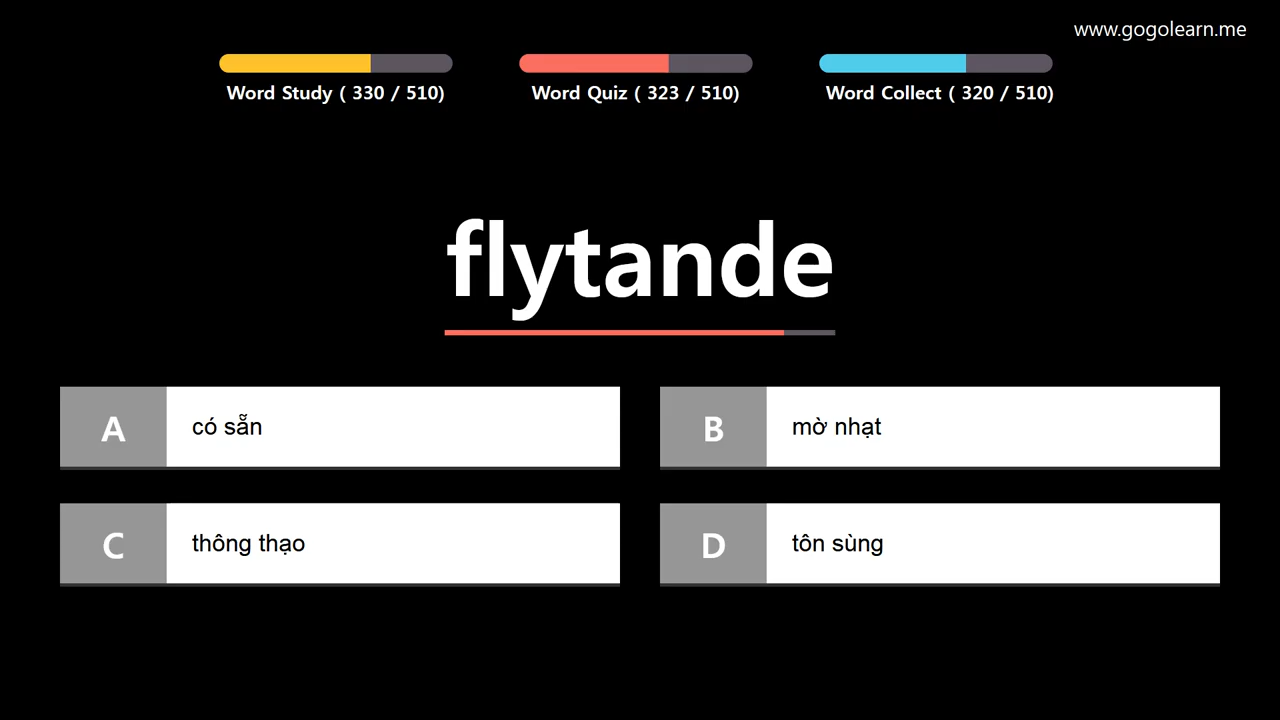 www.gogolearn.me
Word Study ( 330 / 510)
Word Quiz ( 323 / 510)
Word Collect ( 320 / 510)
flytande
A có sẵn
B mờ nhạt
C thông thạo
D tôn sùng